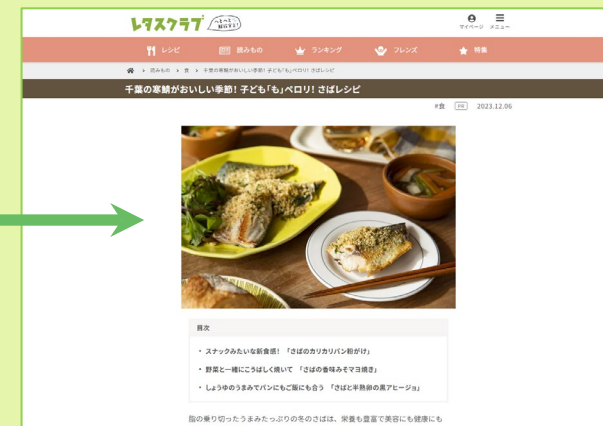 レタスクラブ
マイページ メニュー
レシピ 読みもの ランキング フレンズ 特集
読みもの 食 千葉の寒鯖がおいしい季節! 子ども「も」ペロリ! さばレシピ
千葉の寒鯖がおいしい季節! 子ども「も」ペロリ! さばレシピ
#食 PR 2023.12.06
目次
・ スナックみたいな新食感! 「さばのカリカリパン粉がけ」
・ 野菜と一緒にこうばしく焼いて 「さばの香味みそマヨ焼き」
・ しょうゆのうまみでパンにもご飯にも合う 「さばと半熟卵の黒アヒージョ」
脂の乗り切ったうまみたっぷりの冬のさばは、栄養も豊富で美容にも健康にも